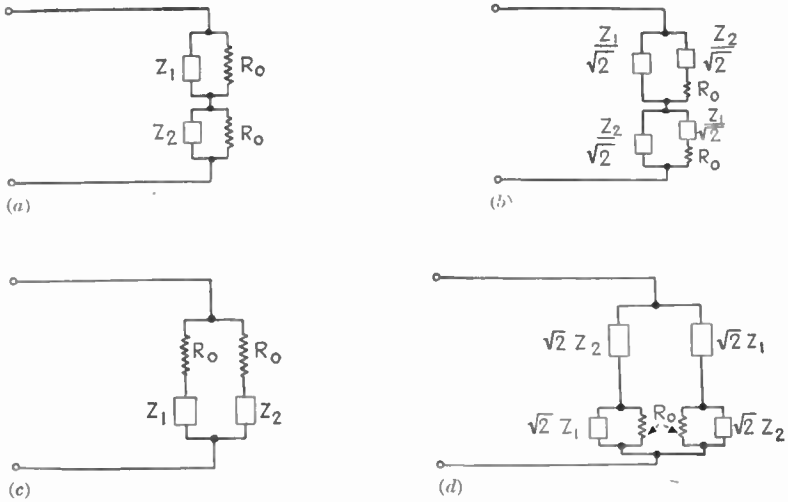 Z₁ R₀
Z₂ R₀
(a)
Z₁/√2 Z₂/√2
R₀
Z₂/√2 Z₁/√2
R₀
(b)
R₀ R₀
Z₁ Z₂
(c)
√2 Z₂ √2 Z₁
√2 Z₁ R₀ √2 Z₂
(d)